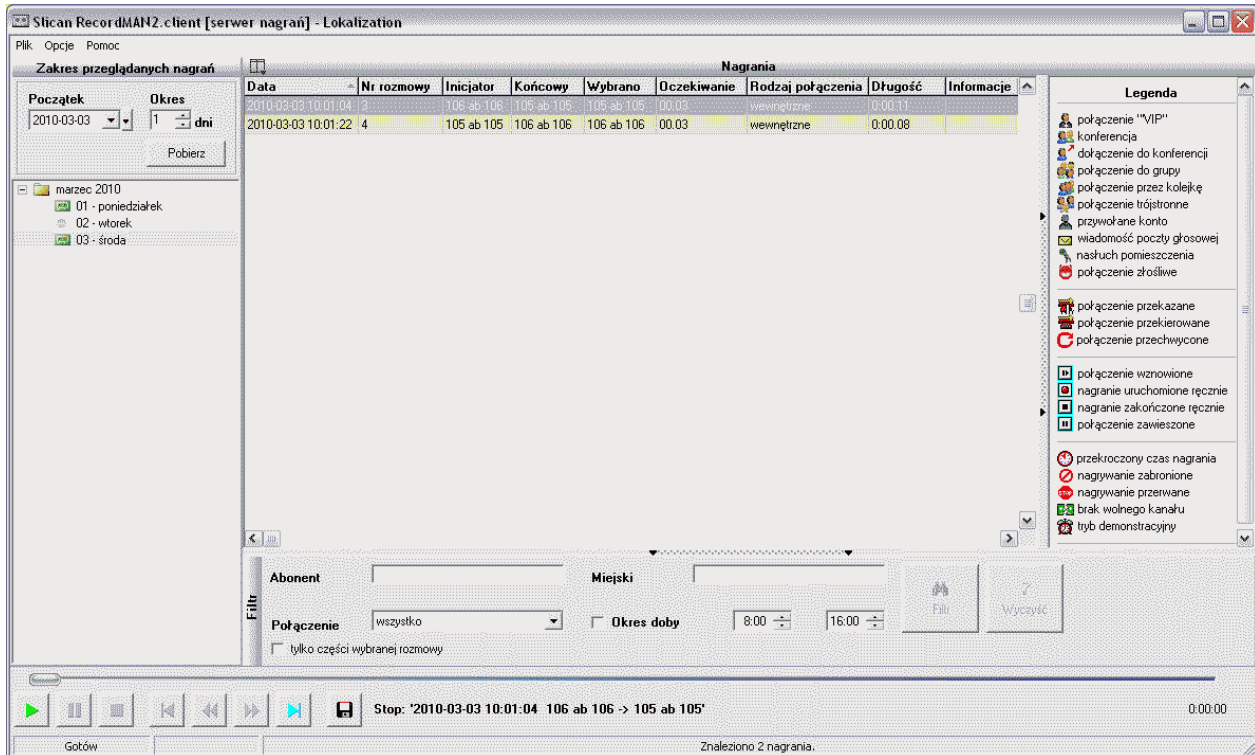 Slican RecordMAN2.client [serwer nagrań] - Lokalization
Plik Opcje Pomoc
Zakres przeglądanych nagrań
Początek Okres
2010-03-03 1 dni
Pobierz
marzec 2010
01 - poniedziałek
02 - wtorek
03 - środa
Nagrania
Data Nr rozmowy Inicjator Końcowy Wybrano Oczekiwanie Rodzaj połączenia Długość Informacje
2010-03-03 10:01:04 3 106 ab 106 105 ab 105 105 ab 105 00.03 wewnętrzne 0:00.11
2010-03-03 10:01:22 4 105 ab 105 106 ab 106 106 ab 106 00.03 wewnętrzne 0:00.08
Legenda
połączenie "VIP"
konferencja
dołączenie do konferencji
połączenie do grupy
połączenie przez kolejkę
połączenie trójstronne
przywołane konto
wiadomość poczty głosowej
nasłuch pomieszczenia
połączenie złośliwe
połączenie przekazane
połączenie przekierowane
połączenie przechwycone
połączenie wznowione
nagranie uruchomione ręcznie
nagranie zakończone ręcznie
połączenie zawieszone
przekroczony czas nagrania
nagrywanie zabronione
nagrywanie przerwane
brak wolnego kanału
tryb demonstracyjny
Filtr
Abonent Miejski
Połączenie wszystko Okres doby 8:00 16:00
tylko części wybranej rozmowy
Filtr
? Wyczyść
Stop: '2010-03-03 10:01:04 106 ab 106 -> 105 ab 105' 0:00:00
Gotów Znaleziono 2 nagrania.